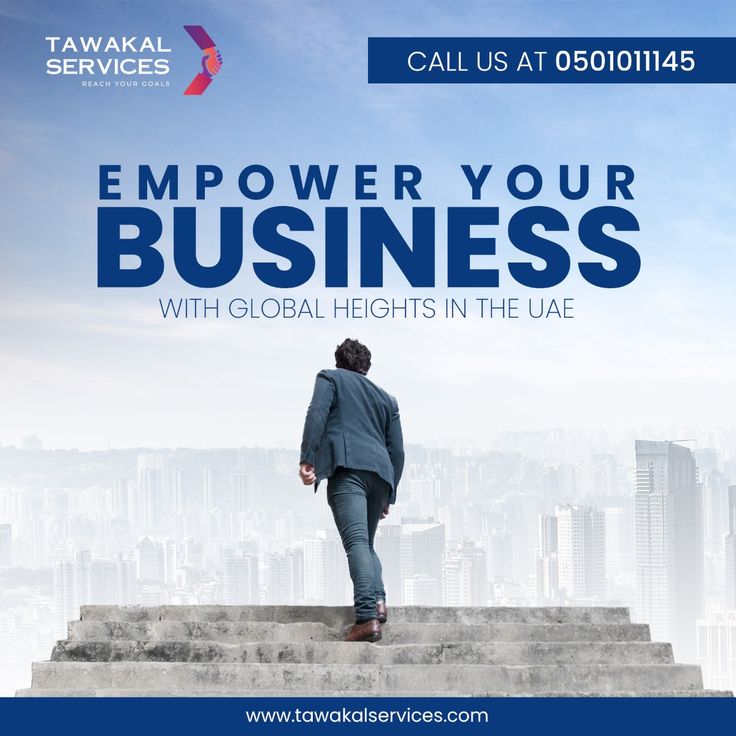 TAWAKAL
SERVICES
REACH YOUR GOALS
CALL US AT 0501011145
EMPOWER YOUR
BUSINESS
WITH GLOBAL HEIGHTS IN THE UAE
www.tawakalservices.com